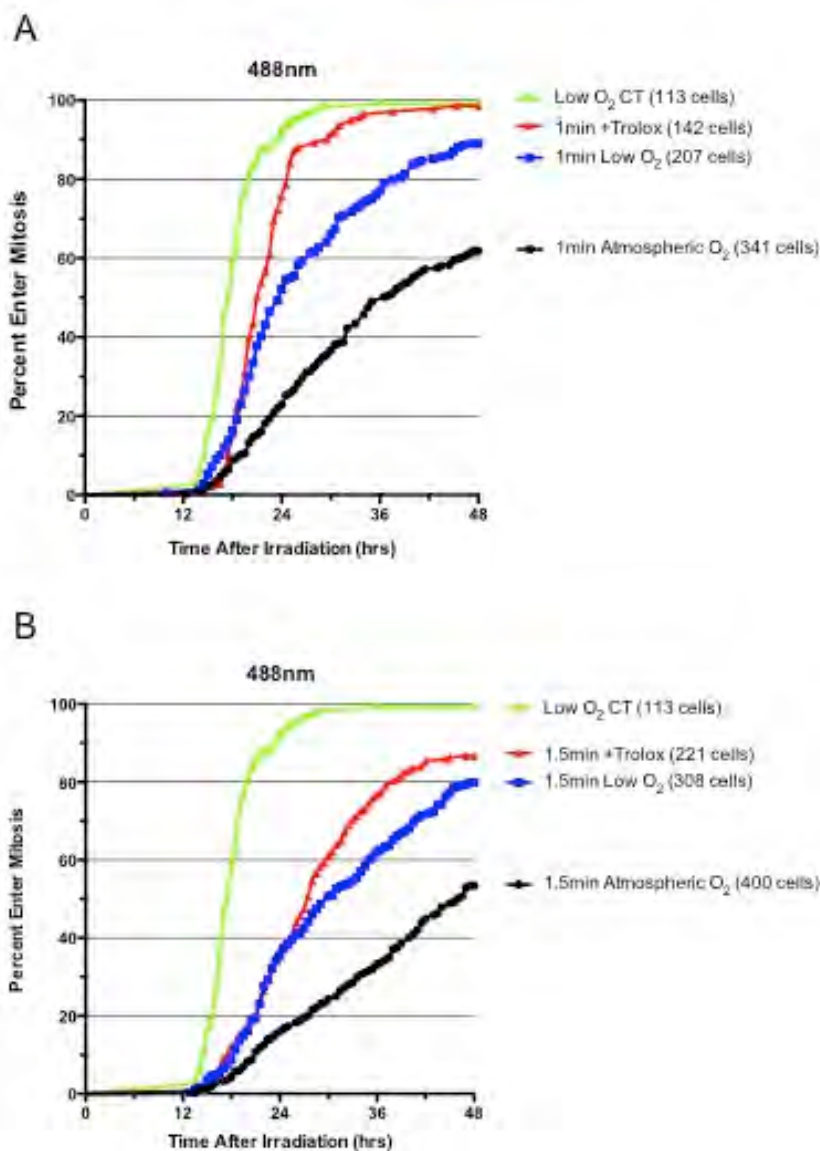 A
488nm
Percent Enter Mitosis
100
80
60
40
20
0
0 12 24 36 48
Time After Irradiation (hrs)
Low O₂ CT (113 cells)
1min +Trolox (142 cells)
1min Low O₂ (207 cells)
1min Atmospheric O₂ (341 cells)
B
488nm
Percent Enter Mitosis
100
80
60
40
20
0
0 12 24 36 48
Time After Irradiation (hrs)
Low O₂ CT (113 cells)
1.5min +Trolox (221 cells)
1.5min Low O₂ (308 cells)
1.5min Atmospheric O₂ (400 cells)